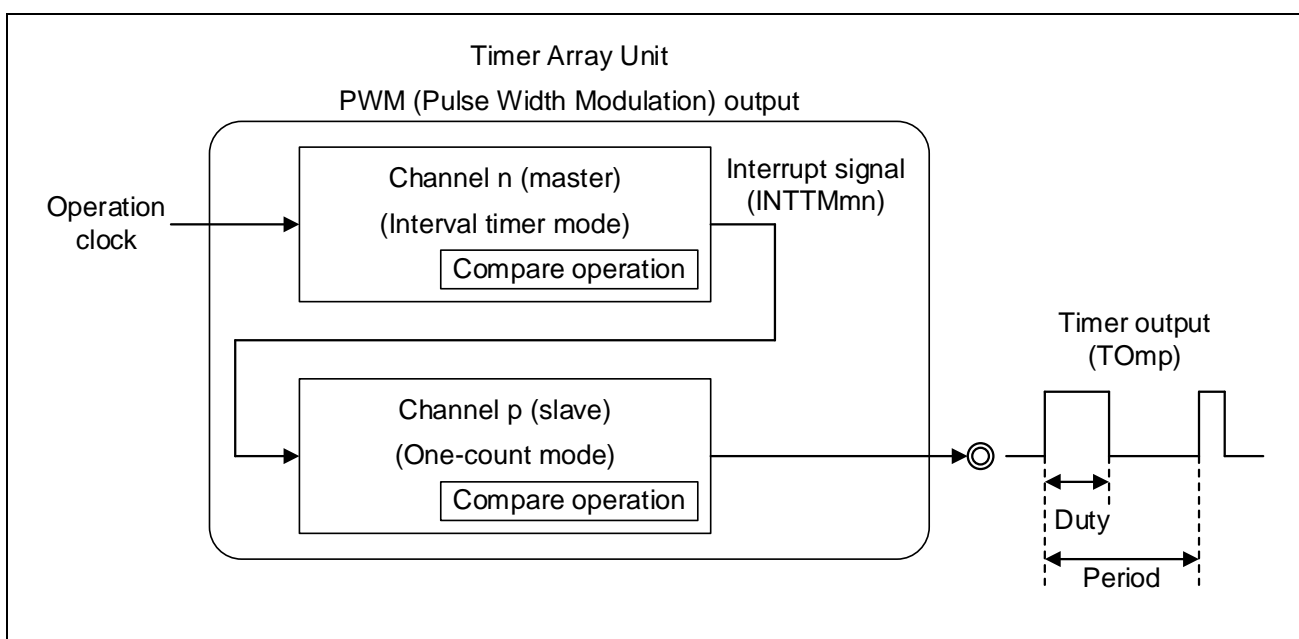 Timer Array Unit
PWM (Pulse Width Modulation) output
Operation
clock
Channel n (master)
(Interval timer mode)
Compare operation
Interrupt signal
(INTTMmn)
Channel p (slave)
(One-count mode)
Compare operation
Timer output
(TOmp)
Duty
Period